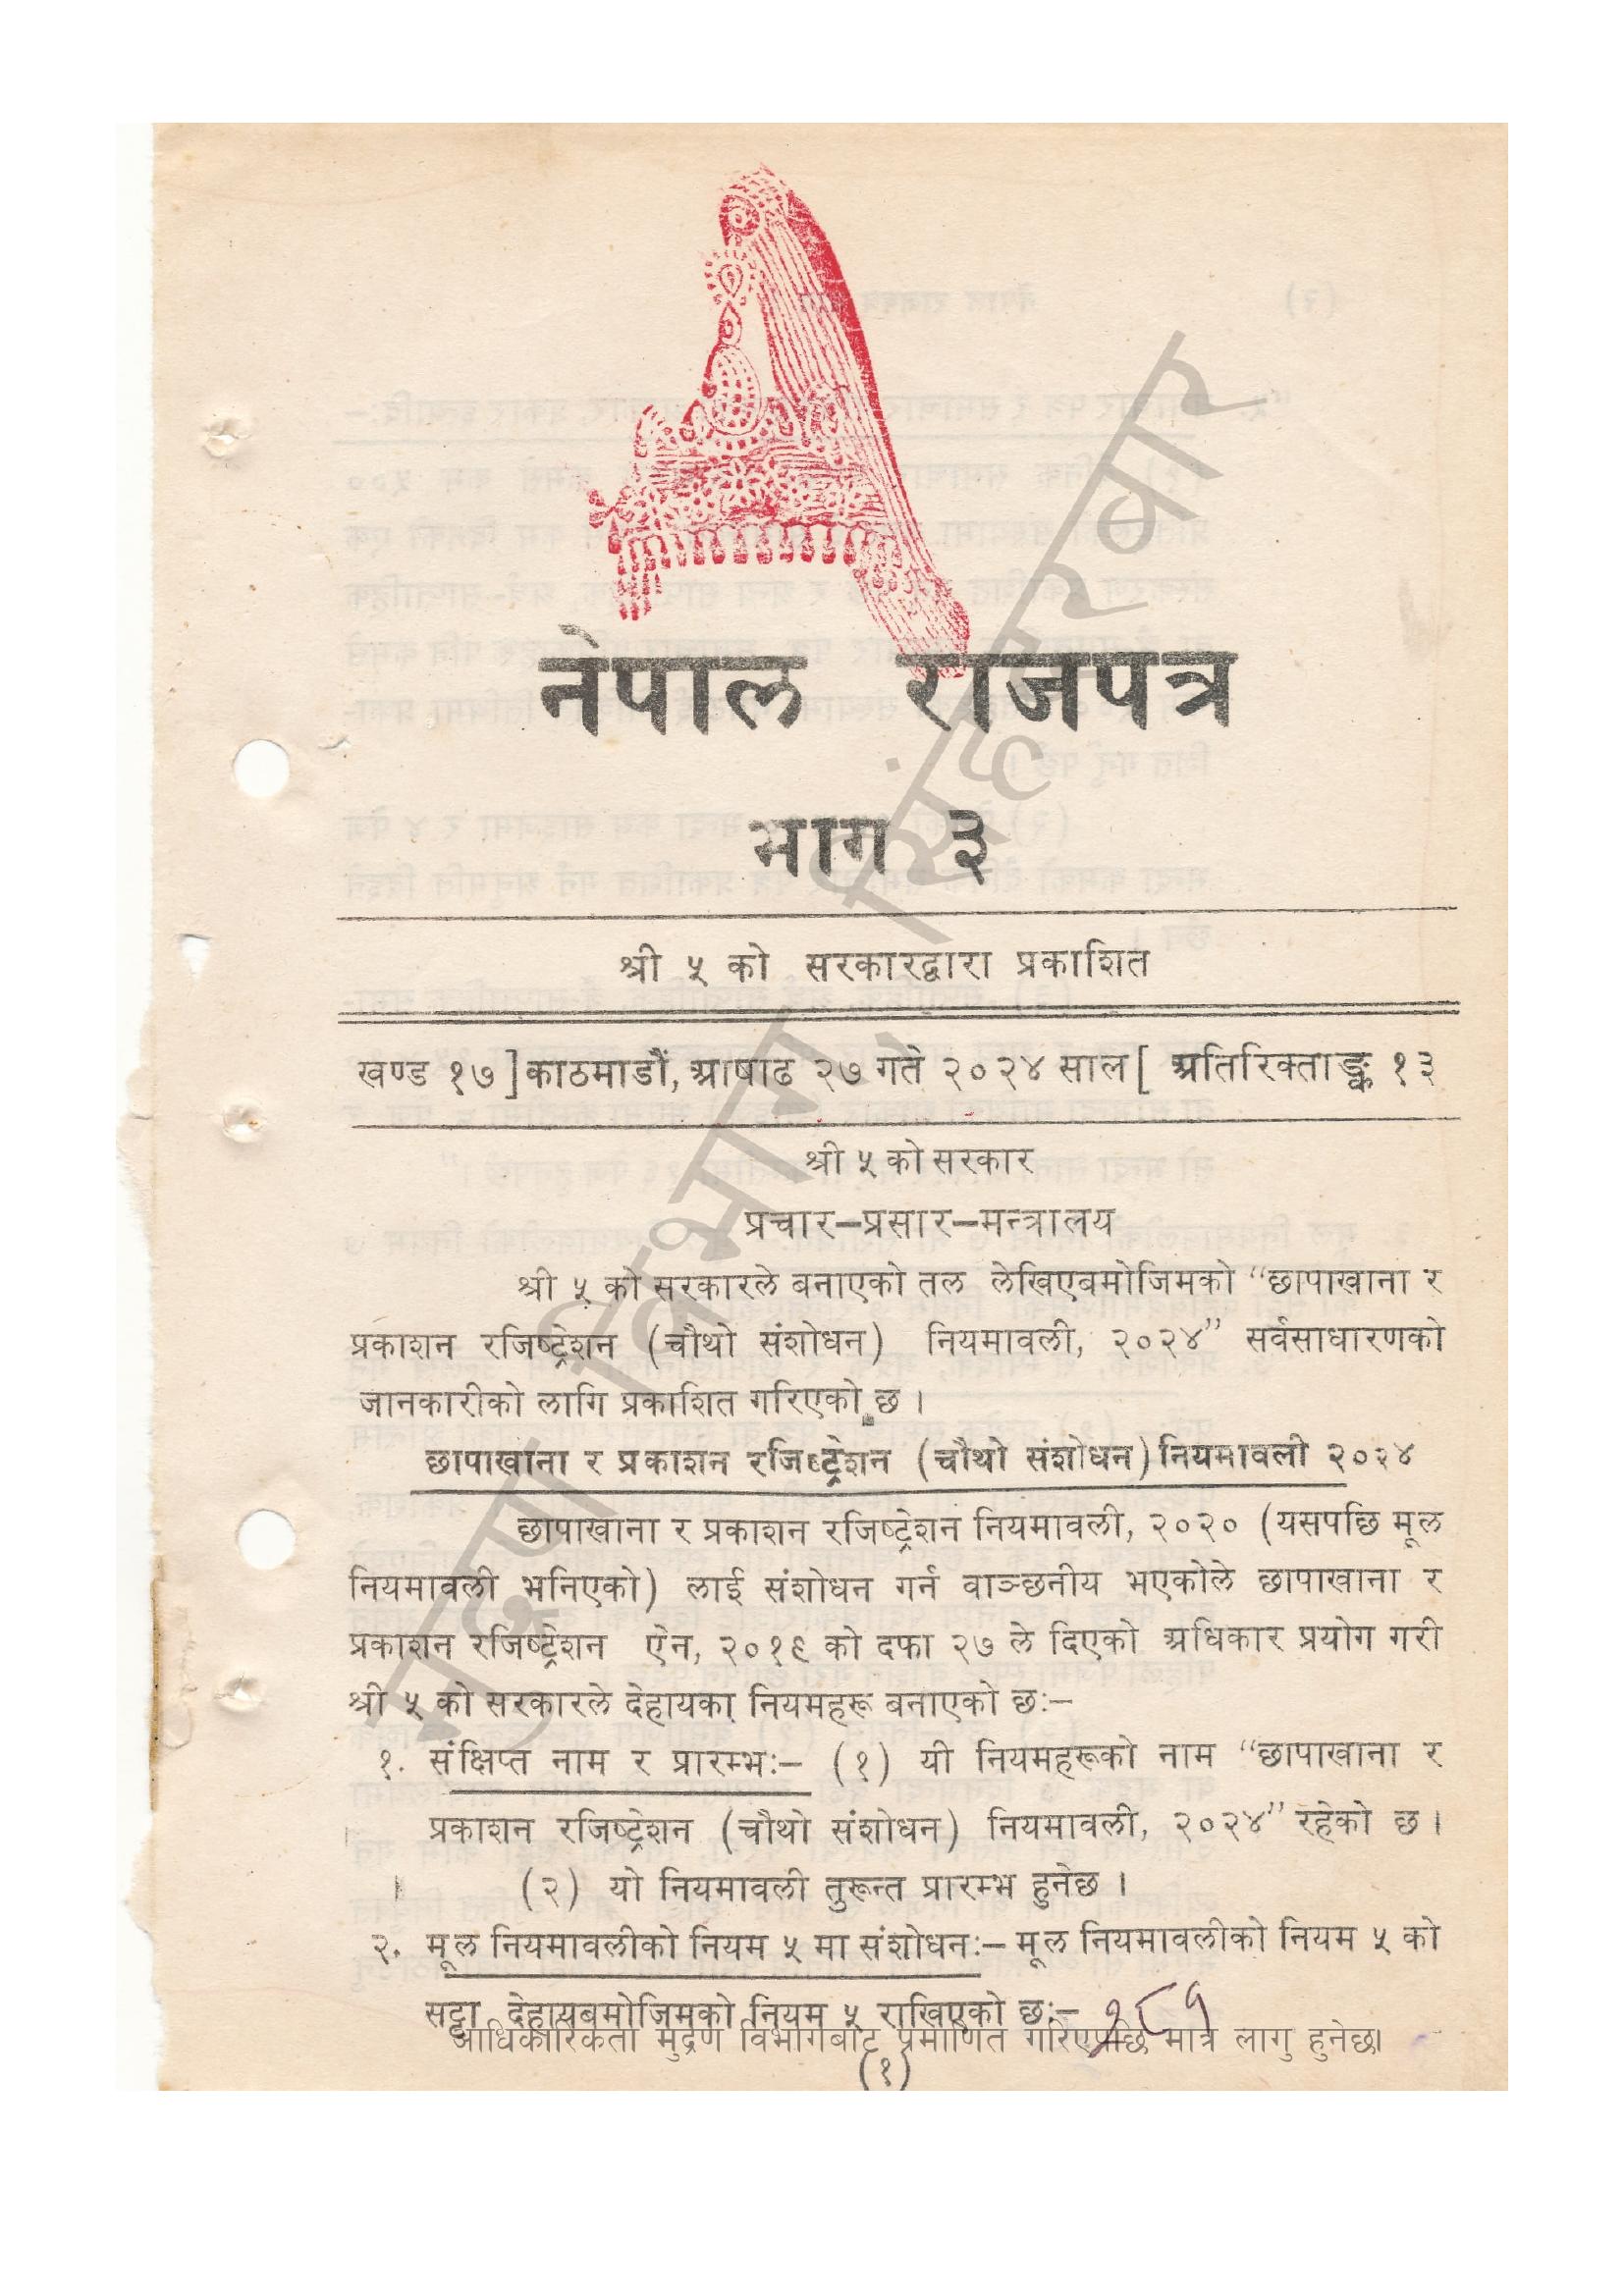 नेपाल राजपत्र
भाग ३
श्री ५ को सरकारद्वारा प्रकाशित
खण्ड १७] काठमाडौं, आषाढ २७ गते २०२४ साल [ अतिरिक्ताङ्क १३
श्री ५ को सरकार
प्रचार–प्रसार–मन्त्रालय
श्री ५ को सरकारले बनाएको तल लेखिएबमोजिमको “छापाखाना र
प्रकाशन रजिष्ट्रेशन (चौथो संशोधन) नियमावली, २०२४” सर्वसाधारणको
जानकारीको लागि प्रकाशित गरिएको छ ।
छापाखाना र प्रकाशन रजिष्ट्रेशन (चौथो संशोधन) नियमावली २०२४
छापाखाना र प्रकाशन रजिष्ट्रेशन नियमावली, २०२० (यसपछि मूल
नियमावली भनिएको) लाई संशोधन गर्न वाञ्छनीय भएकोले छापाखाना र
प्रकाशन रजिष्ट्रेशन ऐन, २०१९ को दफा २७ ले दिएको अधिकार प्रयोग गरी
श्री ५ को सरकारले देहायका नियमहरू बनाएको छः–
१. संक्षिप्त नाम र प्रारम्भः– (१) यी नियमहरूको नाम “छापाखाना र
प्रकाशन रजिष्ट्रेशन (चौथो संशोधन) नियमावली, २०२४” रहेको छ ।
(२) यो नियमावली तुरून्त प्रारम्भ हुनेछ ।
२. मूल नियमावलीको नियम ५ मा संशोधनः– मूल नियमावलीको नियम ५ को
सट्टा देहायबमोजिमको नियम ५ राखिएको छः–
आधिकारिकता मुद्रण विभागबाट प्रमाणित गरिएपछि मात्र लागु हुनेछ।
(१)
मुद्रण विभाग, सिंहदरवार